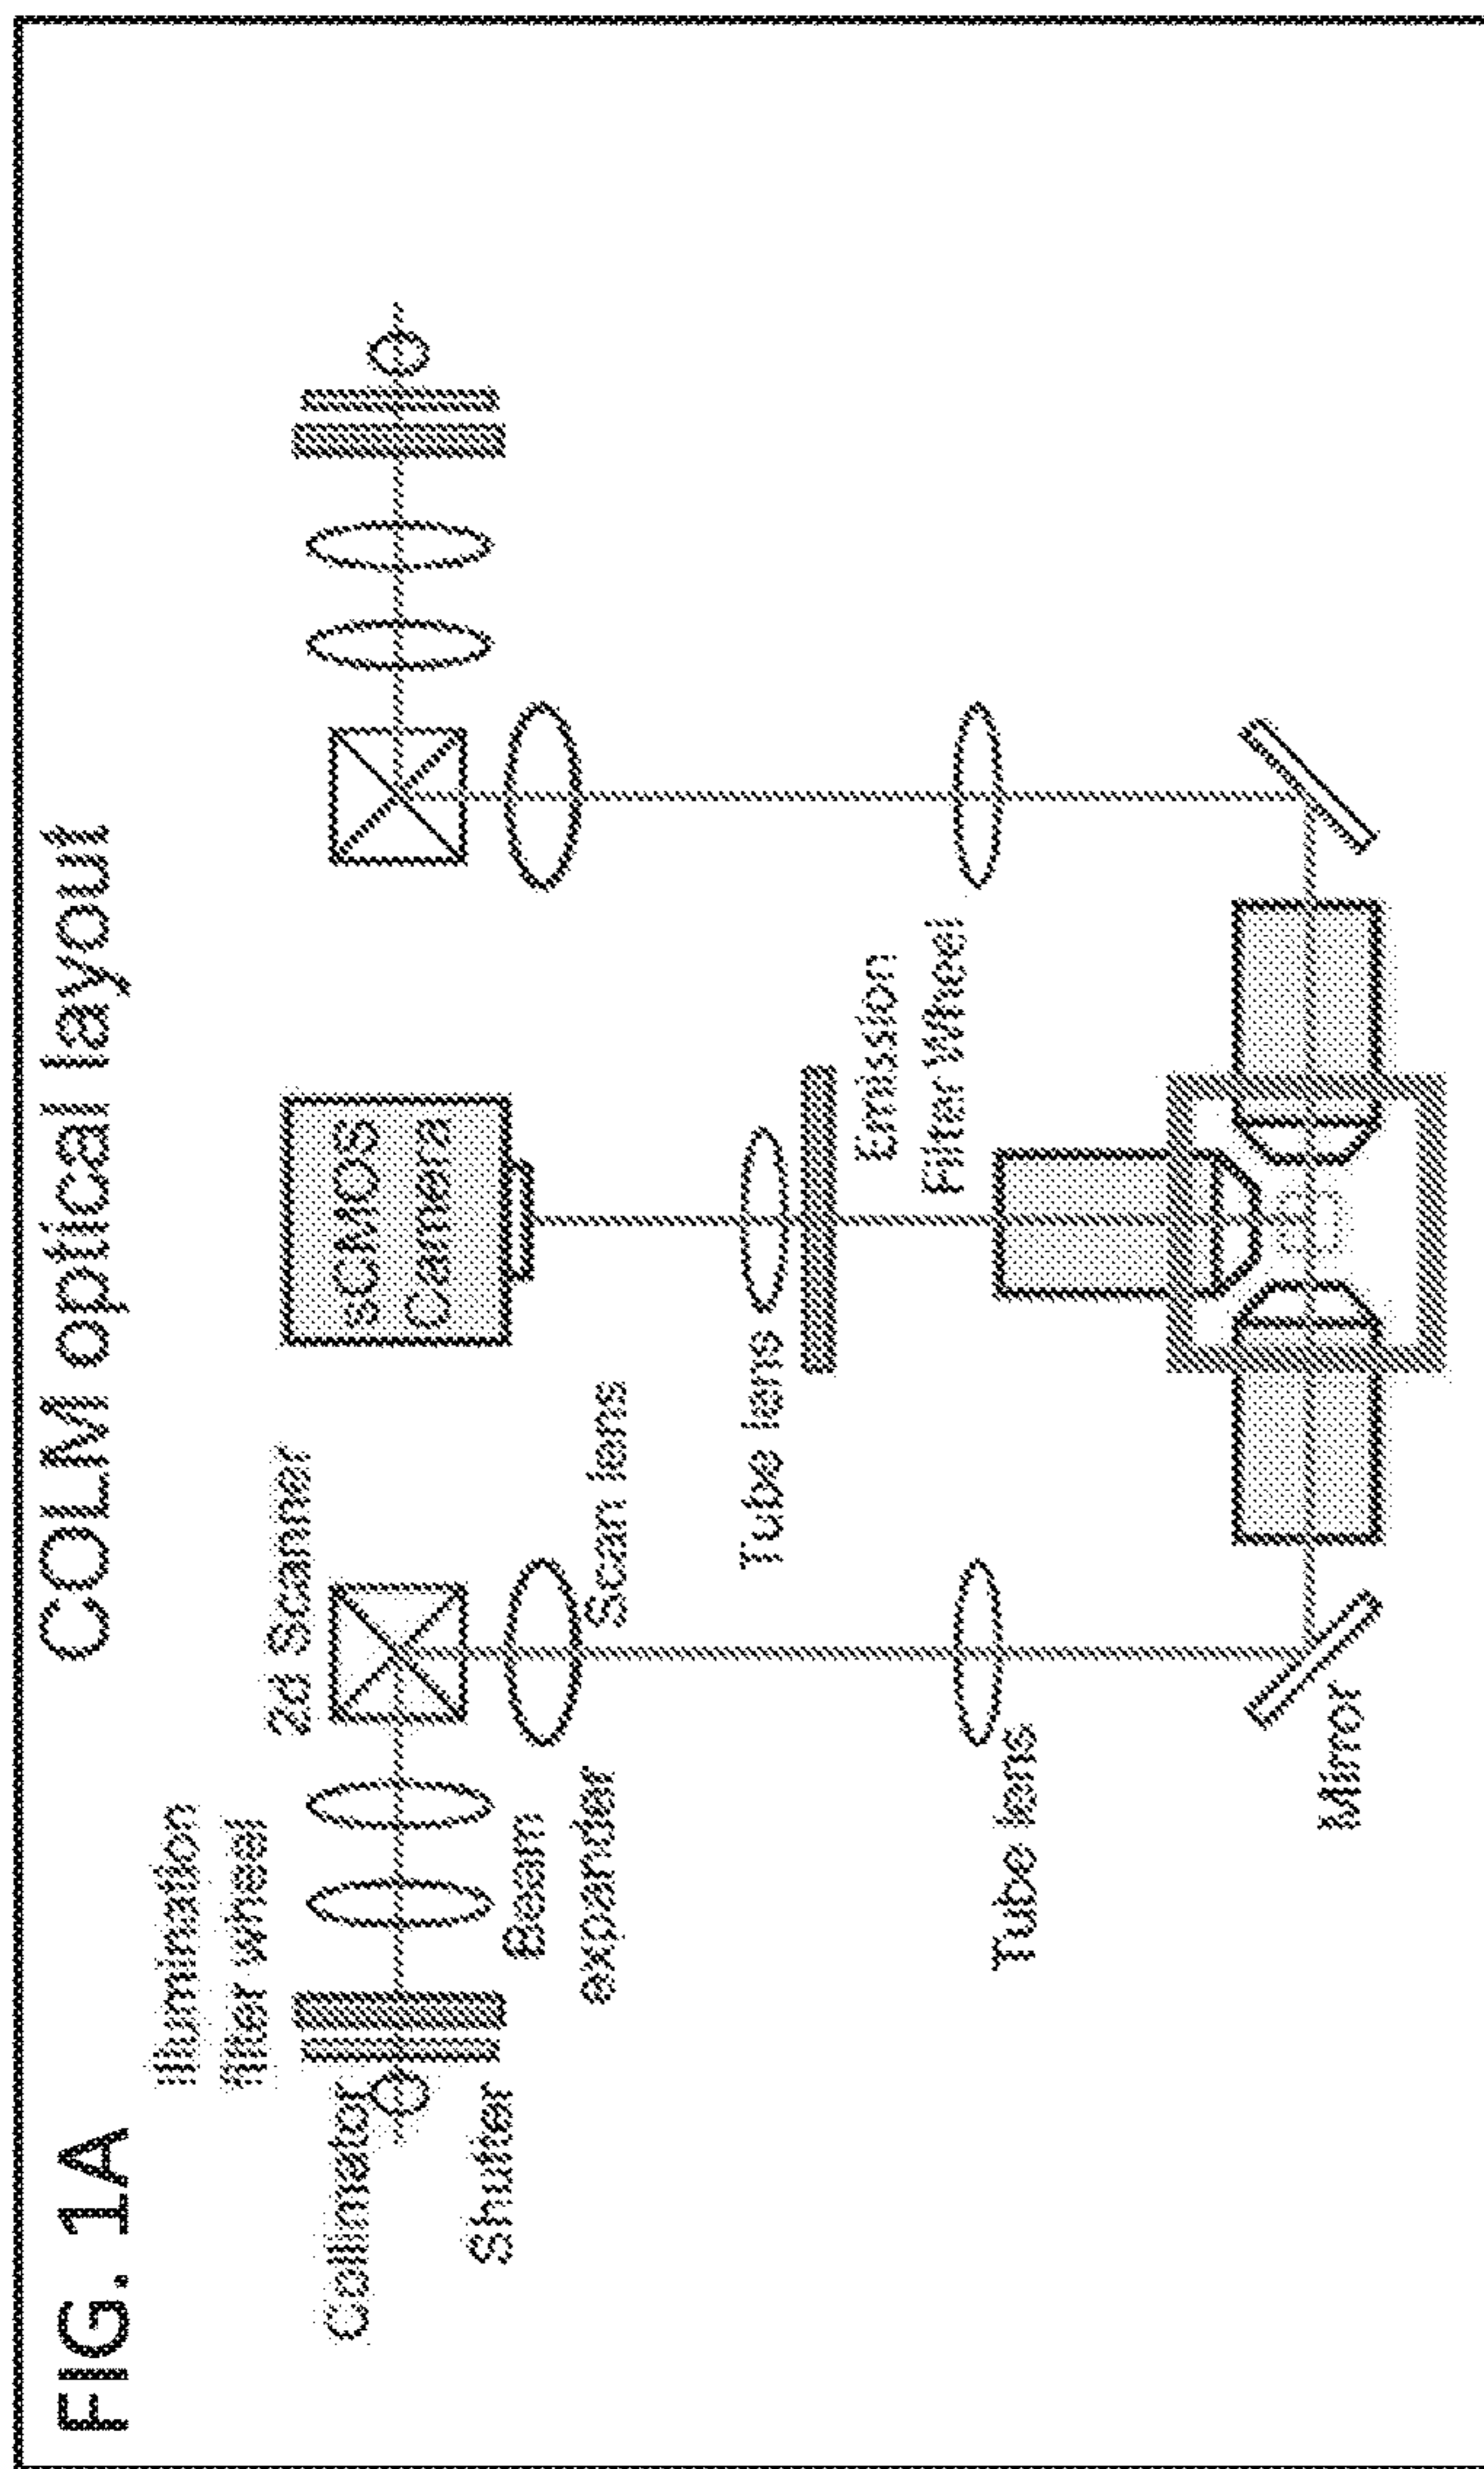 FIG. 1A
COLM optical layout
Illumination
filter wheel
2d Scanner
Collimator
Shutter
Beam
expander
Scan lens
sCMOS
Camera
Tube lens
Emission
Filter Wheel
Tube lens
Mirror